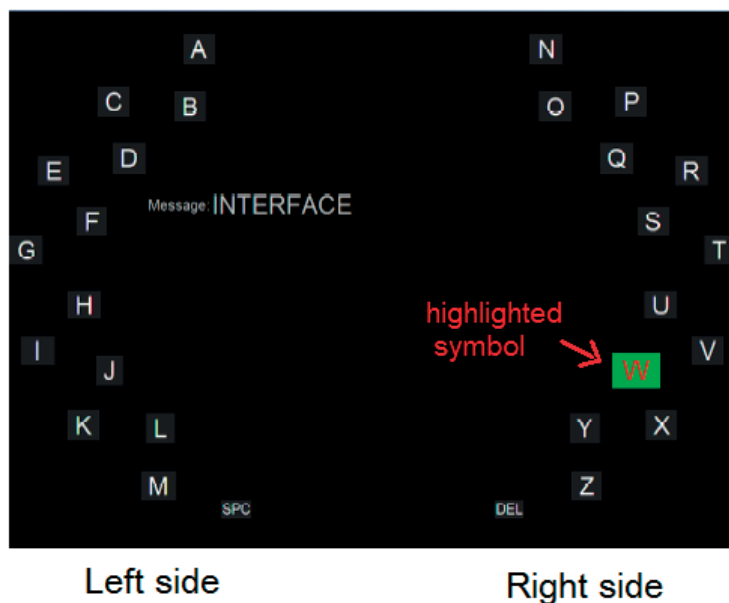 A
N
C
B
O
P
D
Q
E
R
Message: INTERFACE
F
S
G
T
H
U
highlighted
symbol
I
V
J
W
K
L
Y
X
M
Z
SPC
DEL
Left side
Right side